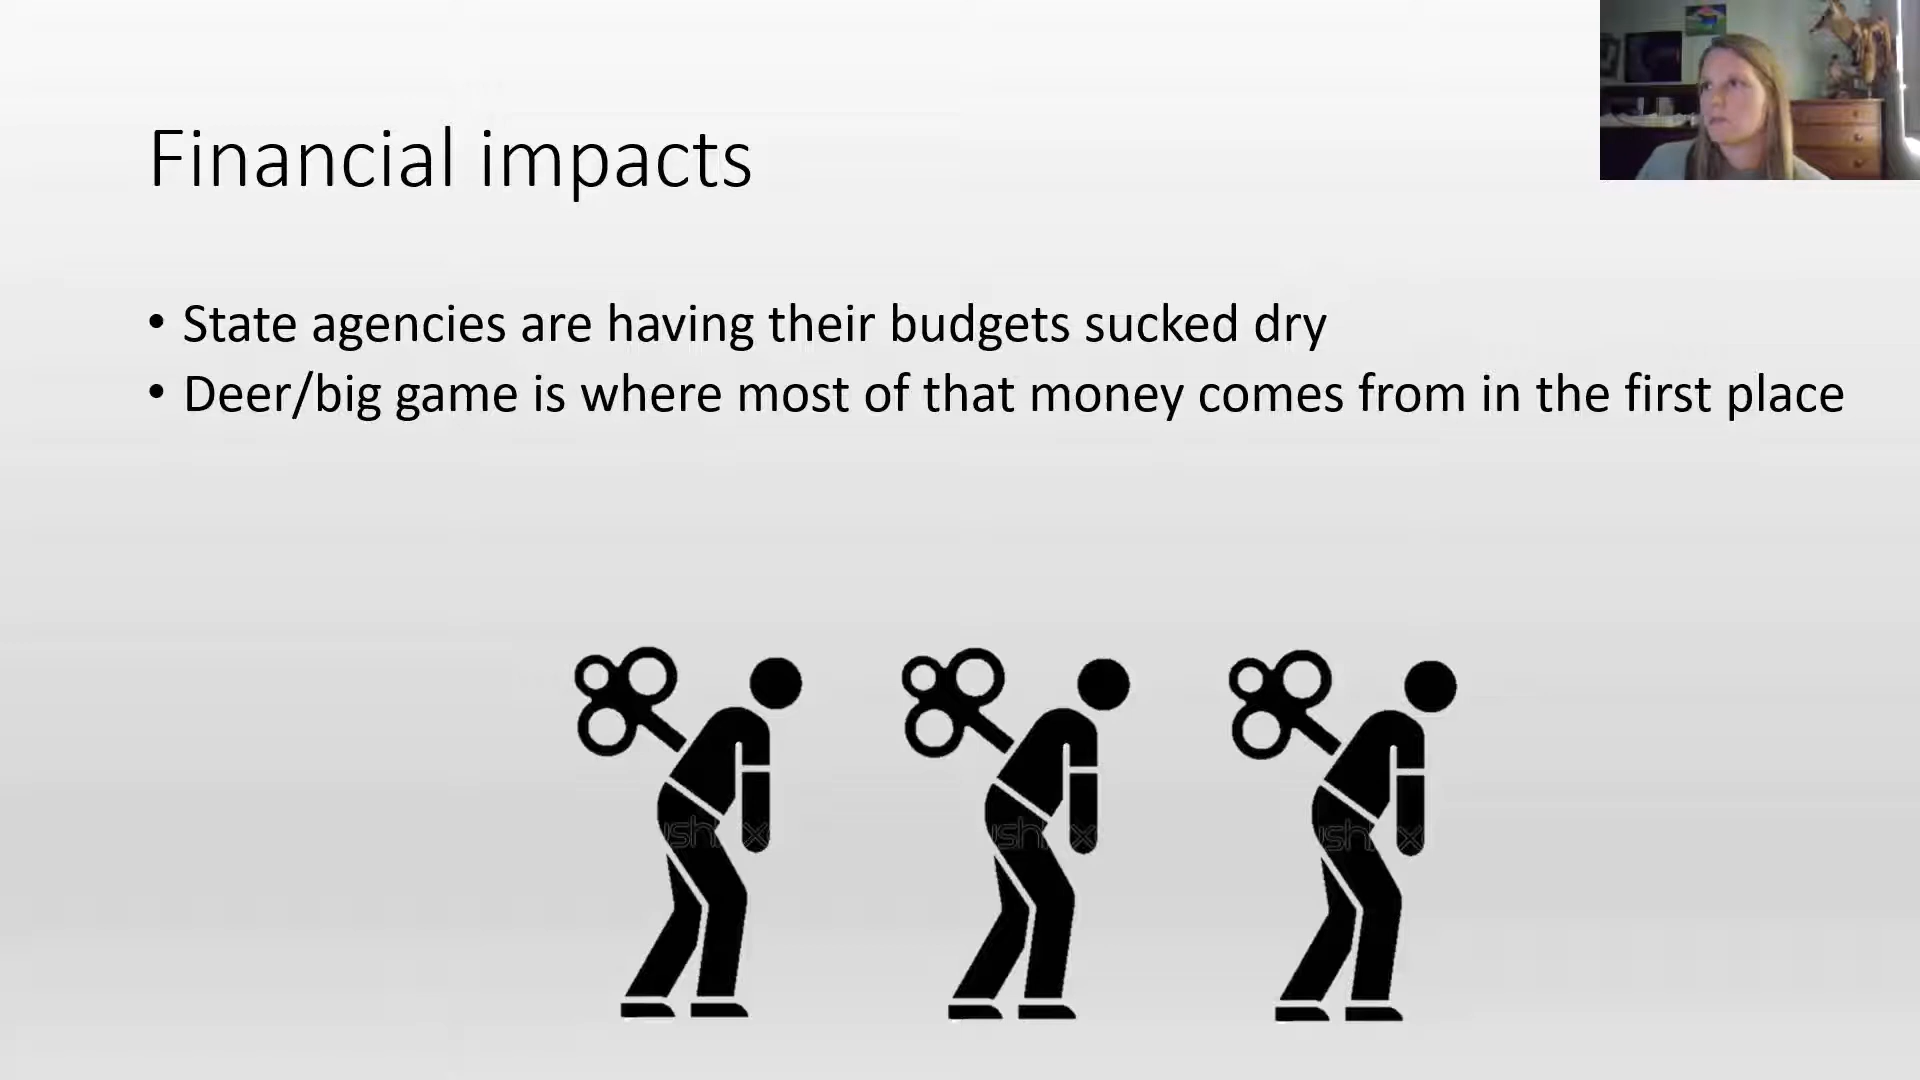 Financial impacts
• State agencies are having their budgets sucked dry
• Deer/big game is where most of that money comes from in the first place